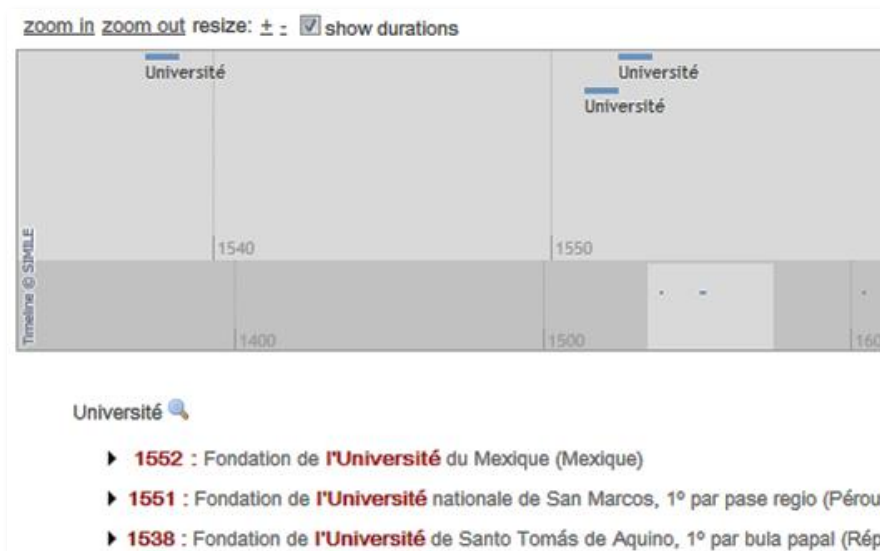 zoom in zoom out resize: + - show durations
Université Université
Université
1540 1550
Timeline © SIMILE
1400 1500 160
Université
1552 : Fondation de l'Université du Mexique (Mexique)
1551 : Fondation de l'Université nationale de San Marcos, 1º par pase regio (Pérou
1538 : Fondation de l'Université de Santo Tomás de Aquino, 1º par bula papal (Rép